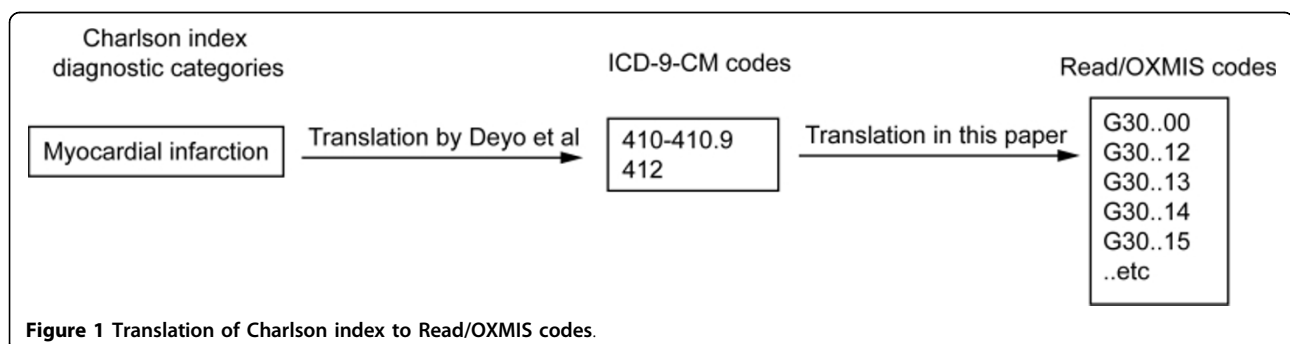 Charlson index
diagnostic categories
ICD-9-CM codes
Read/OXMIS codes
Myocardial infarction
Translation by Deyo et al
410-410.9
412
Translation in this paper
G30..00
G30..12
G30..13
G30..14
G30..15
..etc
Figure 1 Translation of Charlson index to Read/OXMIS codes.